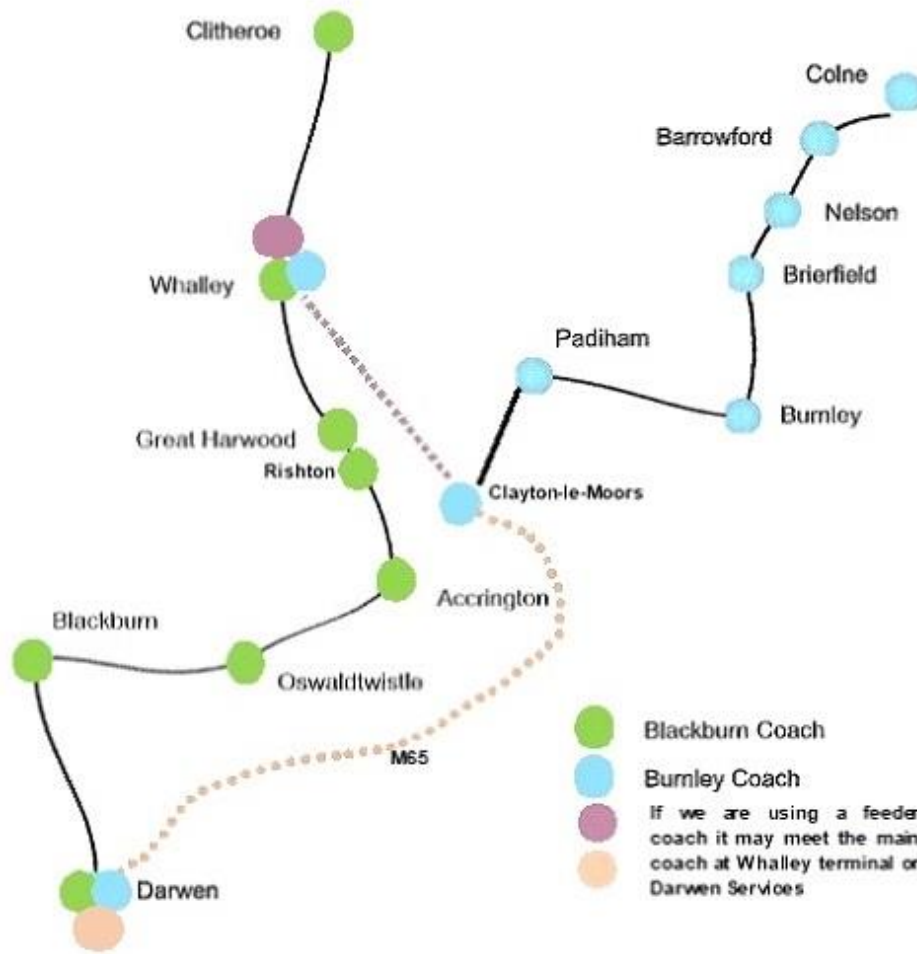 Clitheroe
Colne
Barrowford
Nelson
Whalley
Brierfield
Padiham
Burnley
Great Harwood
Rishton
Clayton-le-Moors
Accrington
Blackburn
Oswaldtwistle
M65
Darwen
Blackburn Coach
Burnley Coach
If we are using a feeder
coach it may meet the main
coach at Whalley terminal or
Darwen Services